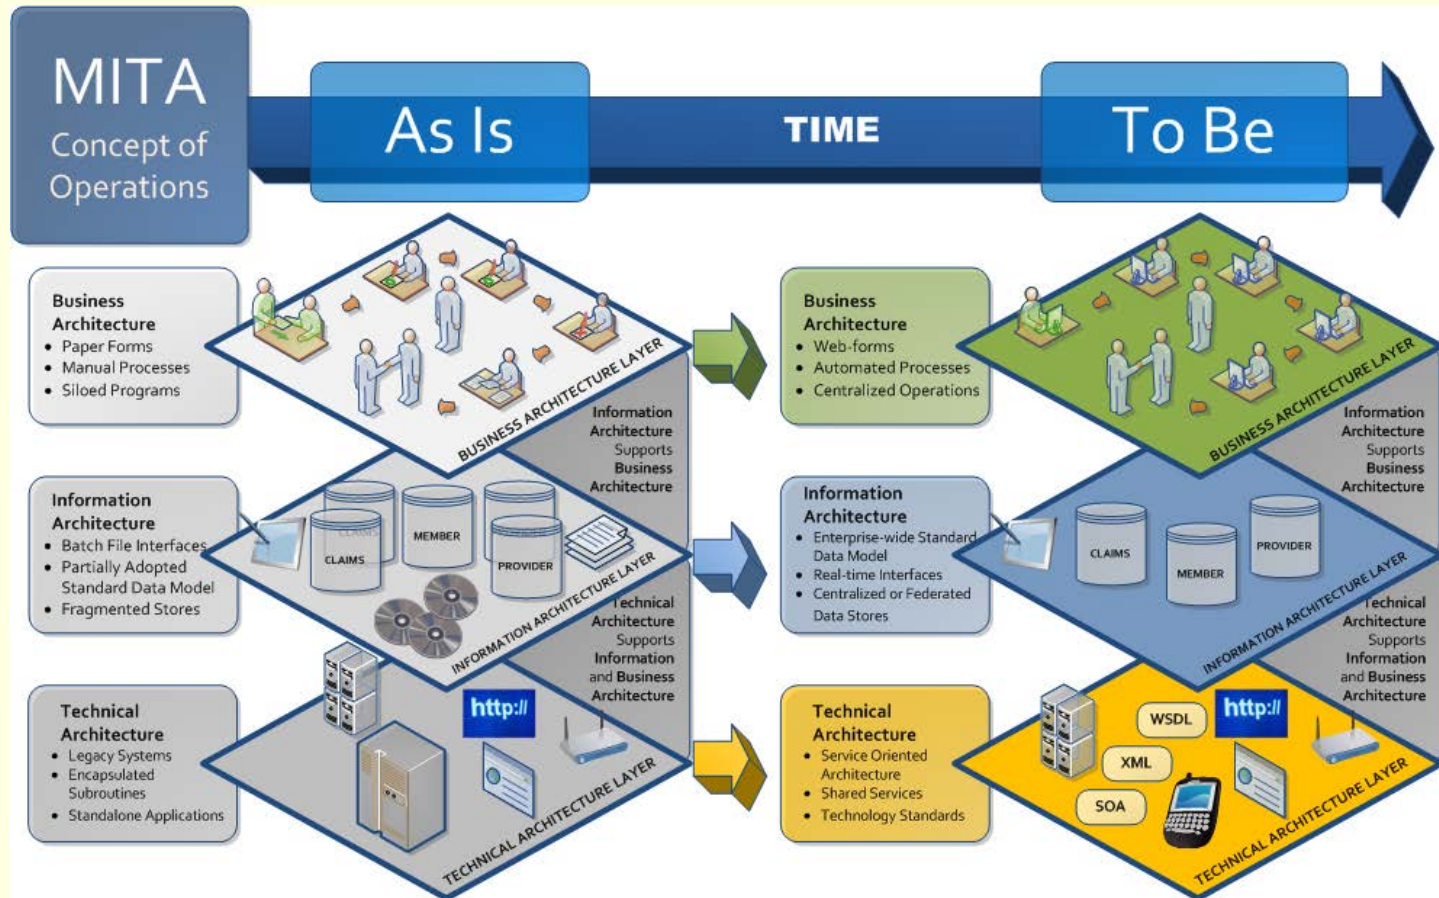 MITA
Concept of
Operations
As Is
TIME
To Be
Business
Architecture
• Paper Forms
• Manual Processes
• Siloed Programs
BUSINESS ARCHITECTURE LAYER
Information
Architecture
Supports
Business
Architecture
Business
Architecture
• Web-forms
• Automated Processes
• Centralized Operations
BUSINESS ARCHITECTURE LAYER
Information
Architecture
Supports
Business
Architecture
Information
Architecture
• Batch File Interfaces
• Partially Adopted
Standard Data Model
• Fragmented Stores
CLAIMS
CLAIMS
MEMBER
PROVIDER
INFORMATION ARCHITECTURE LAYER
Technical
Architecture
Supports
Information
and Business
Architecture
Information
Architecture
• Enterprise-wide Standard
Data Model
• Real-time Interfaces
• Centralized or Federated
Data Stores
CLAIMS
MEMBER
PROVIDER
INFORMATION ARCHITECTURE LAYER
Technical
Architecture
Supports
Information
and Business
Architecture
Technical
Architecture
• Legacy Systems
• Encapsulated
Subroutines
• Standalone Applications
http://
TECHNICAL ARCHITECTURE LAYER
Technical
Architecture
• Service Oriented
Architecture
• Shared Services
• Technology Standards
WSDL
http://
XML
SOA
TECHNICAL ARCHITECTURE LAYER